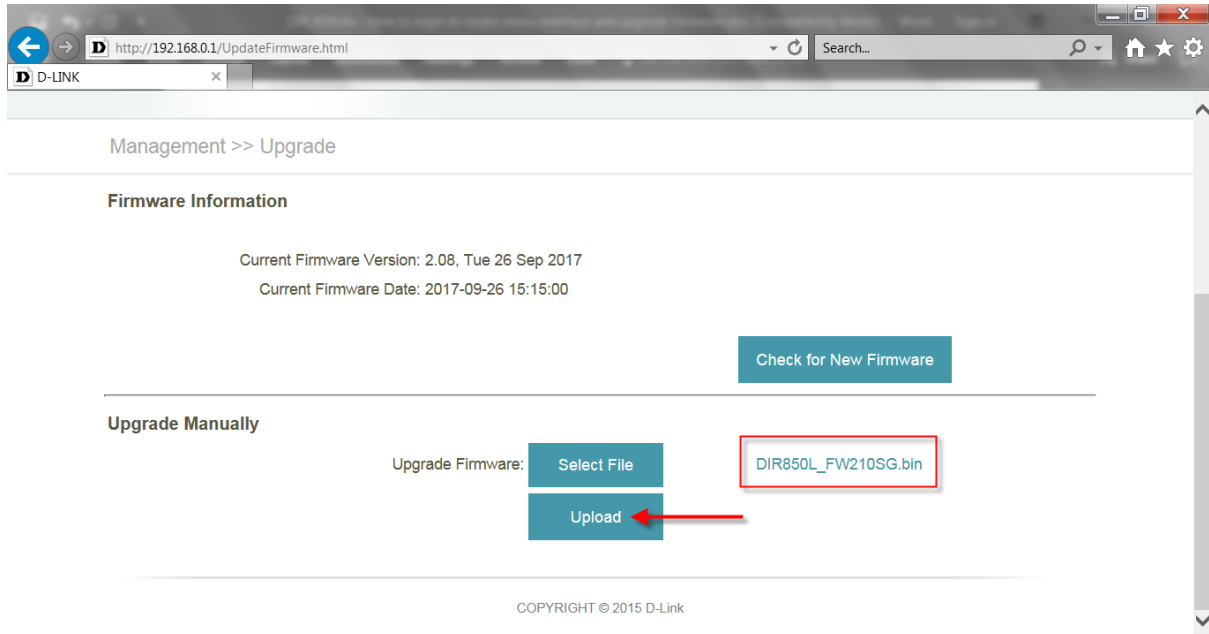 http://192.168.0.1/UpdateFirmware.html
Search...
D D-LINK
Management >> Upgrade
Firmware Information
Current Firmware Version: 2.08, Tue 26 Sep 2017
Current Firmware Date: 2017-09-26 15:15:00
Check for New Firmware
Upgrade Manually
Upgrade Firmware: Select File DIR850L_FW210SG.bin
Upload
COPYRIGHT © 2015 D-Link